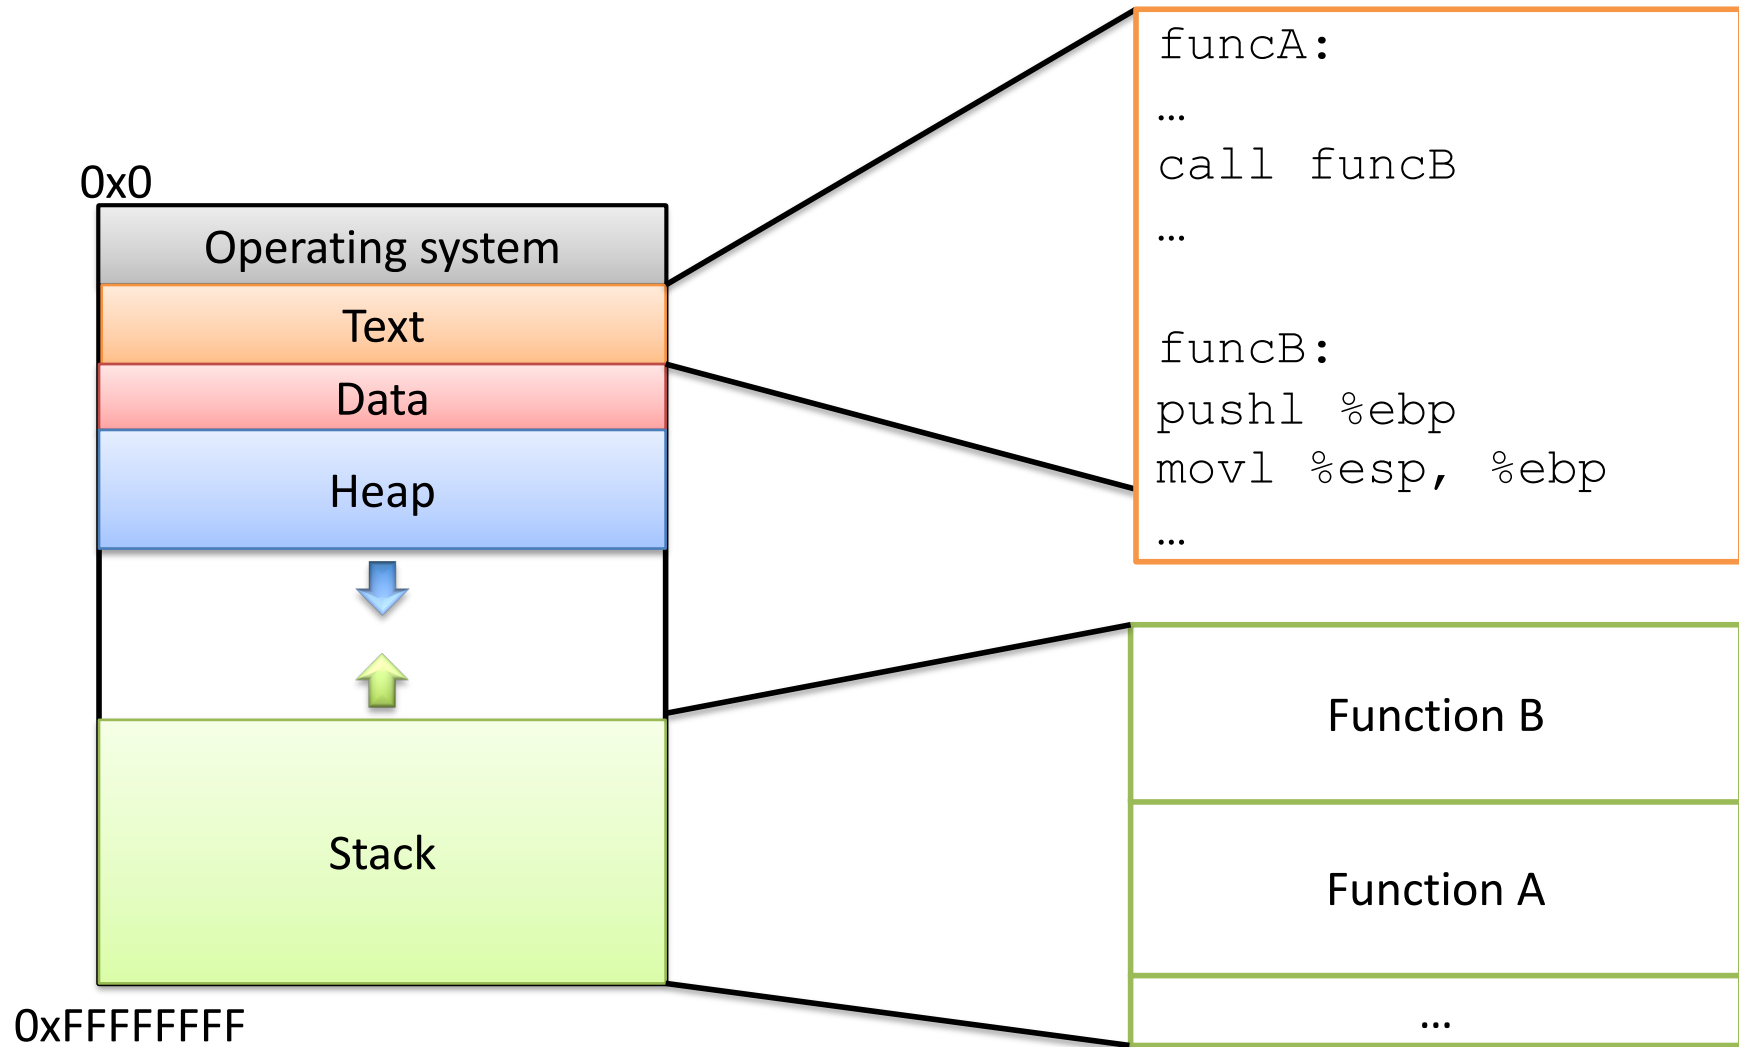 0x0
Operating system
Text
Data
Heap
Stack
0xFFFFFFFF
funcA:
…
call funcB
…
funcB:
pushl %ebp
movl %esp, %ebp
…
Function B
Function A
…